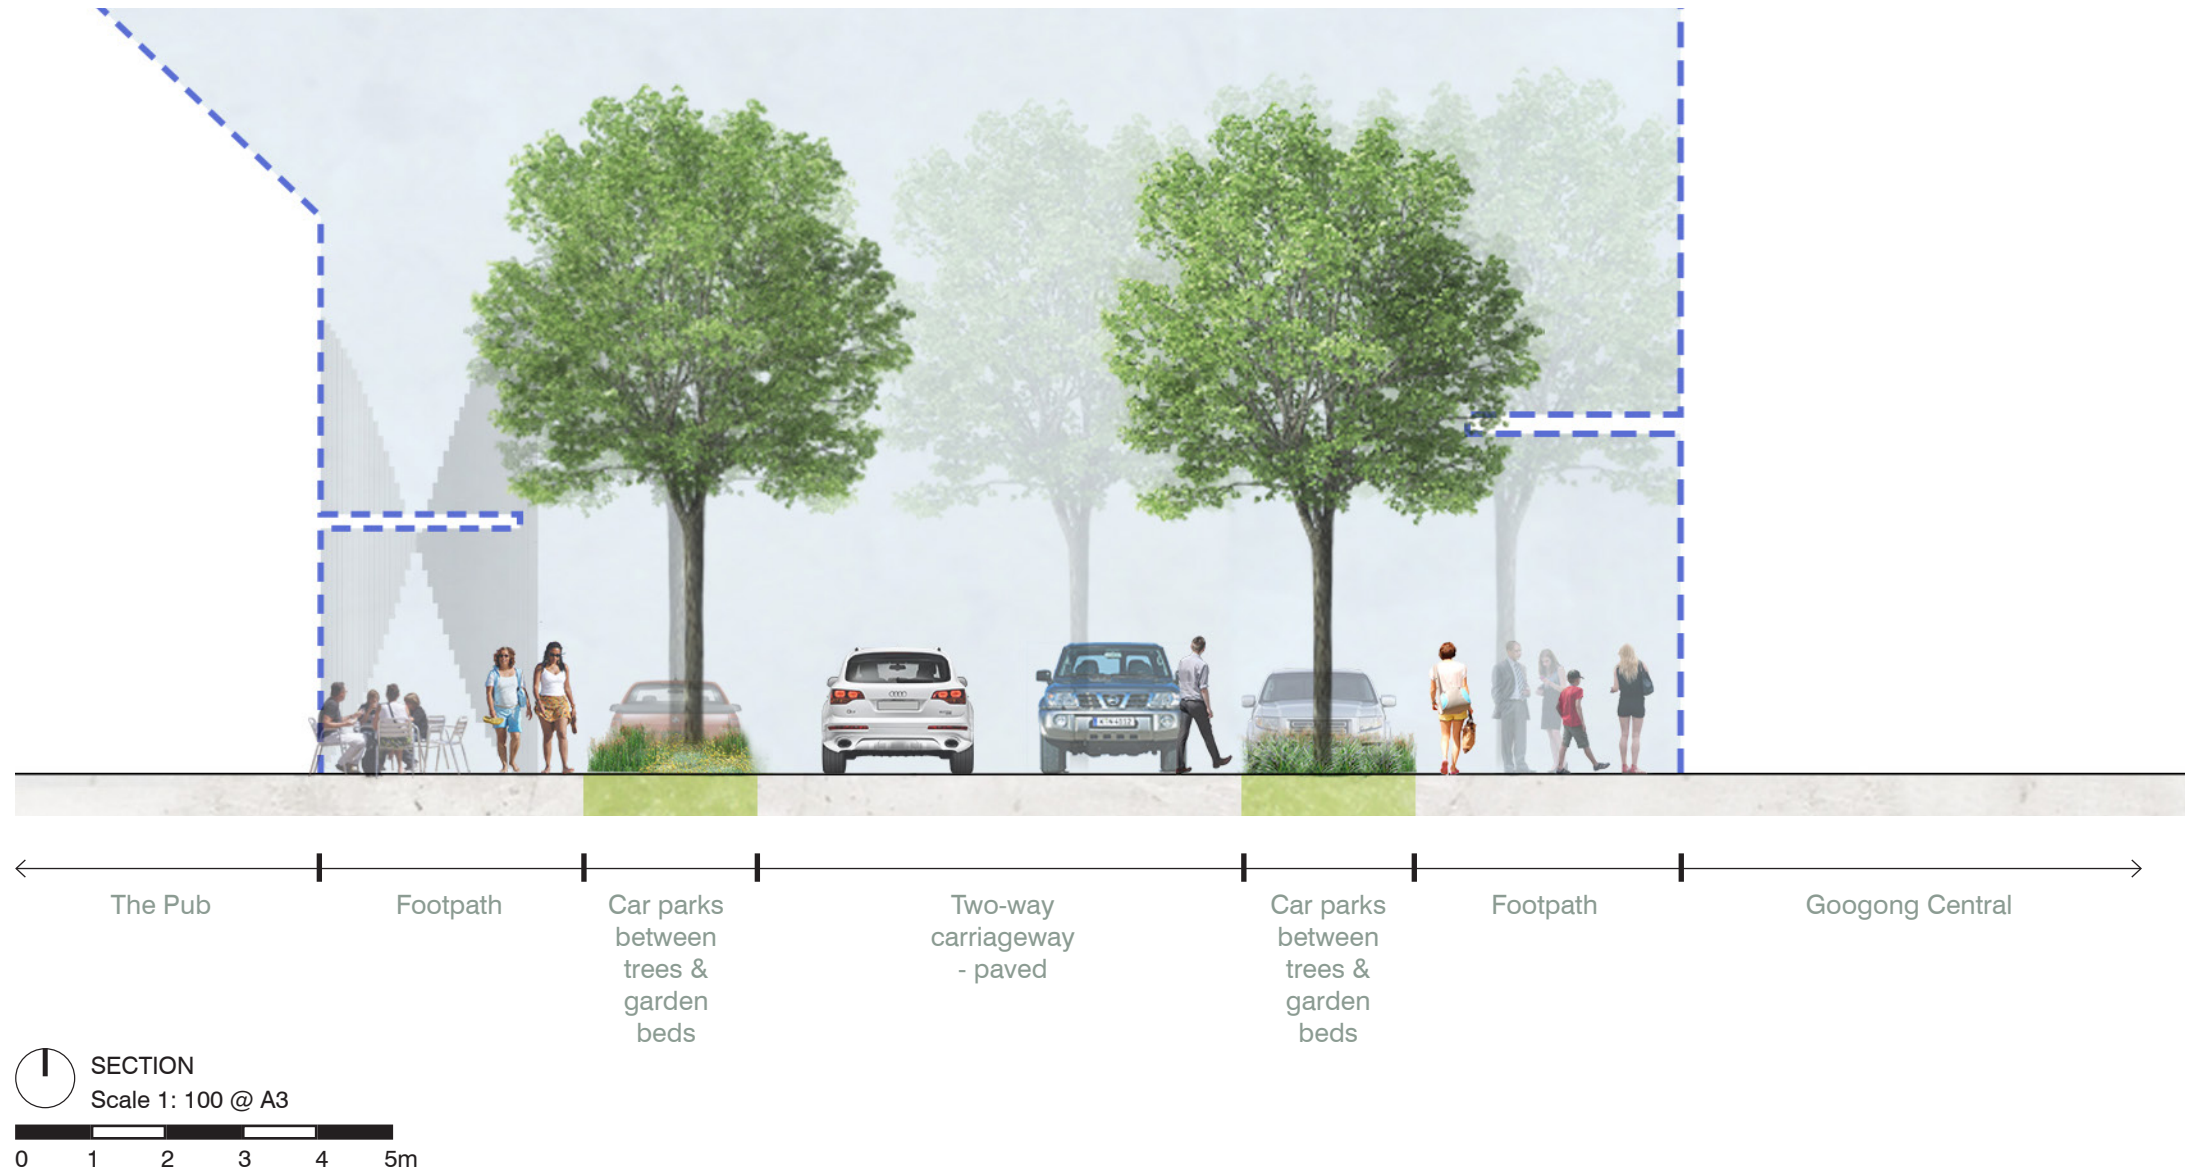 The Pub
Footpath
Car parks
between
trees &
garden
beds
Two-way
carriageway
- paved
Car parks
between
trees &
garden
beds
Footpath
Googong Central
SECTION
Scale 1: 100 @ A3
0 1 2 3 4 5m